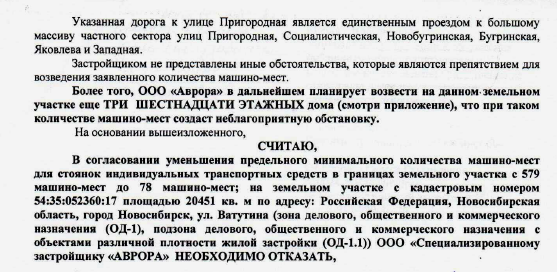 Указанная дорога к улице Пригородная является единственным проездом к большому
массиву частного сектора улиц Пригородная, Социалистическая, Новобугринская, Бугринская,
Яковлева и Западная.
Застройщиком не представлены иные обстоятельства, которые являются препятствием для
возведения заявленного количества машино-мест.
Более того, ООО «Аврора» в дальнейшем планирует возвести на данном земельном
участке еще ТРИ ШЕСТНАДЦАТИ ЭТАЖНЫХ дома (смотри приложение), что при таком
количестве машино-мест создаст неблагоприятную обстановку.
На основании вышеизложенного,
СЧИТАЮ,
В согласовании уменьшения предельного минимального количества машино-мест
для стоянок индивидуальных транспортных средств в границах земельного участка с 579
машино-мест до 78 машино-мест; на земельном участке с кадастровым номером
54:35:052360:17 площадью 20451 кв. м по адресу: Российская Федерация, Новосибирская
область, город Новосибирск, ул. Ватутина (зона делового, общественного и коммерческого
назначения (ОД-1), подзона делового, общественного и коммерческого назначения с
объектами различной плотности жилой застройки (ОД-1.1)) ООО «Специализированному
застройщику «АВРОРА» НЕОБХОДИМО ОТКАЗАТЬ,